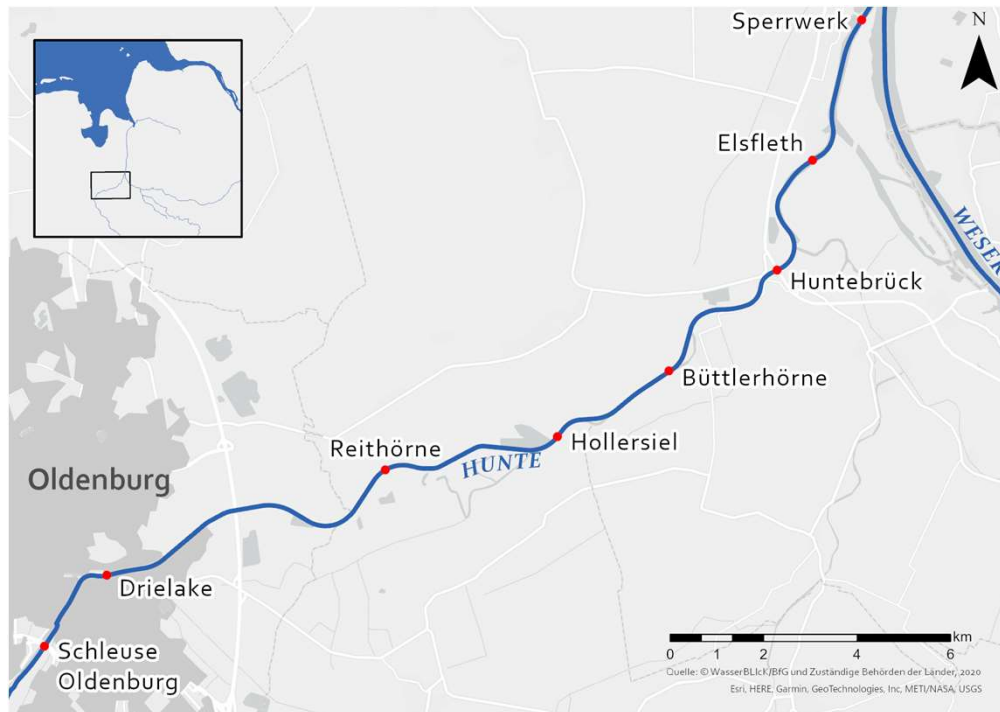 Sperrwerk
N
Elsfleth
WESER
Huntebrück
Büttlerhörne
Reithörne
Hollersiel
HUNTE
Oldenburg
Drielake
Schleuse
Oldenburg
km
0 1 2 4 6
Quelle: © WasserBLIcK/BfG und Zuständige Behörden der Länder, 2020
Esri, HERE, Garmin, GeoTechnologies, Inc, METI/NASA, USGS